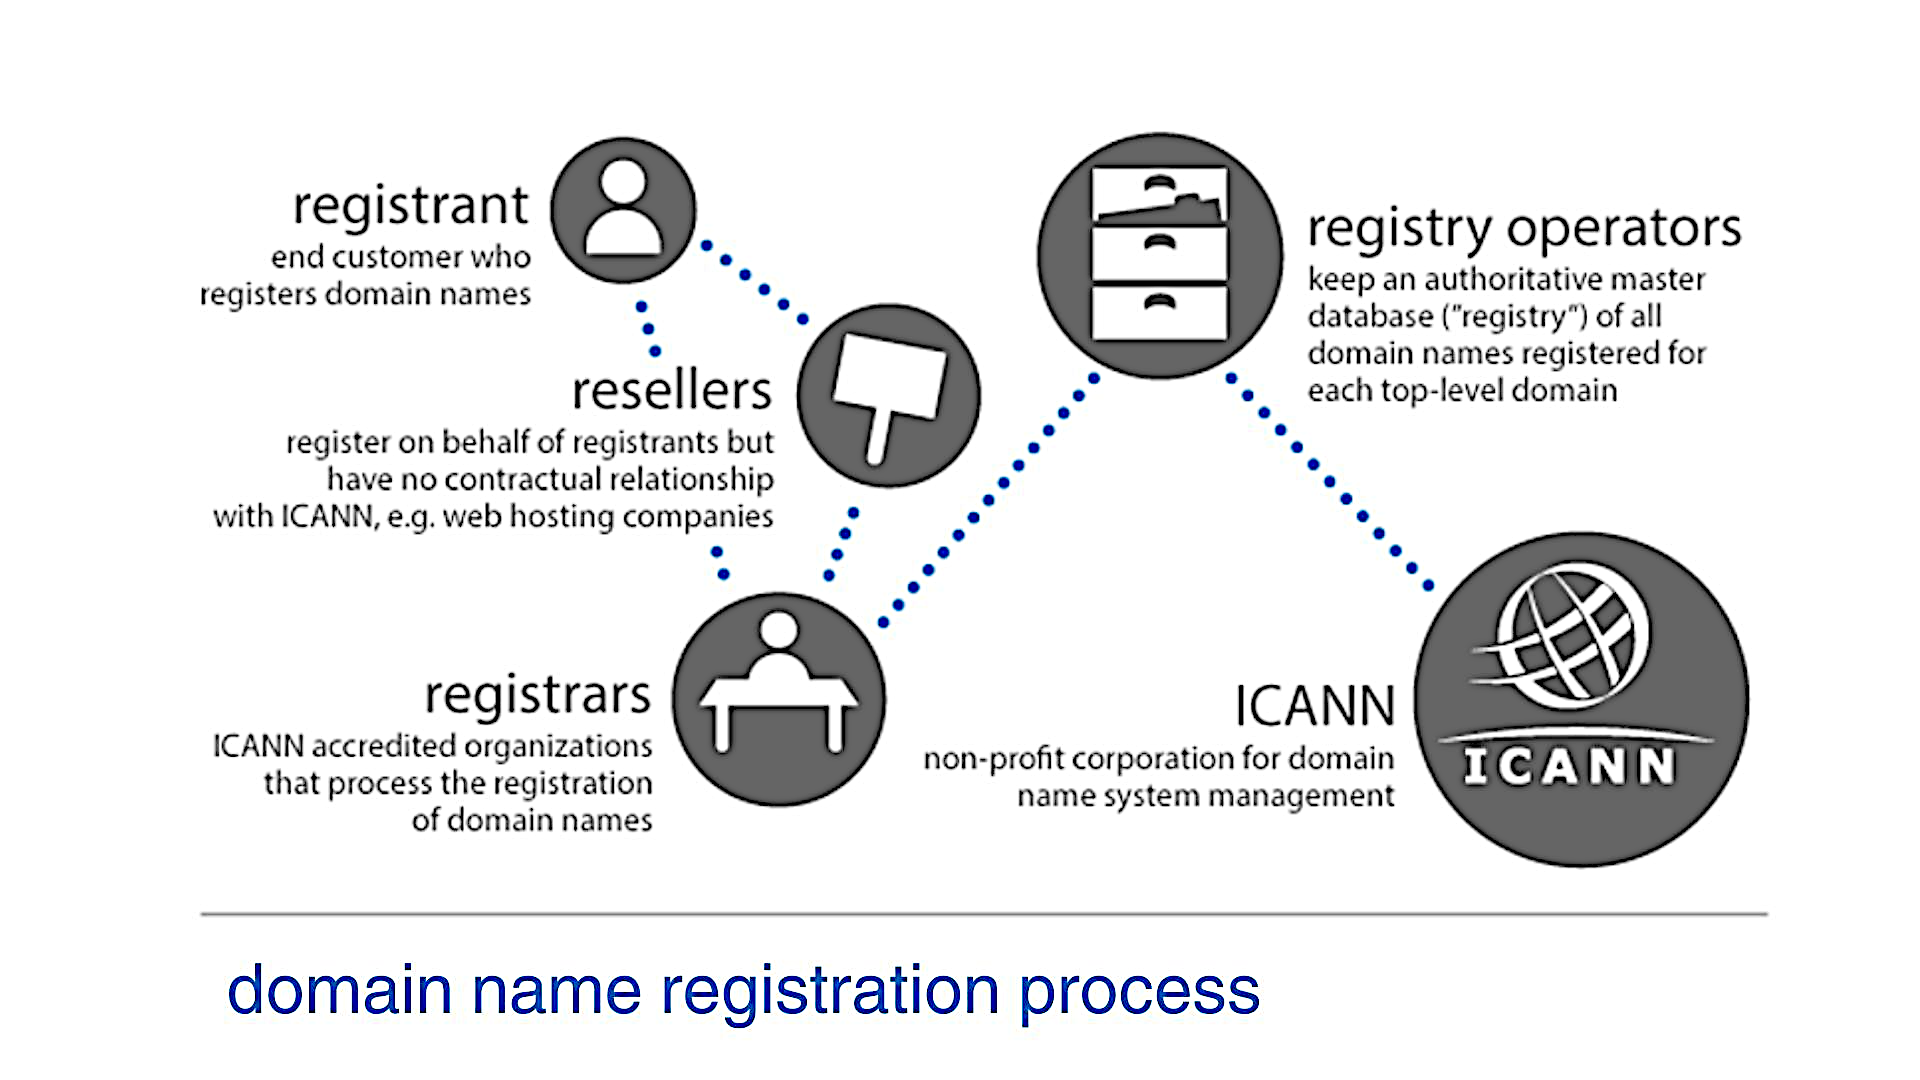 registrant
end customer who
registers domain names
resellers
register on behalf of registrants but
have no contractual relationship
with ICANN, e.g. web hosting companies
registrars
ICANN accredited organizations
that process the registration
of domain names
registry operators
keep an authoritative master
database ("registry") of all
domain names registered for
each top-level domain
ICANN
non-profit corporation for domain
name system management
ICANN
domain name registration process